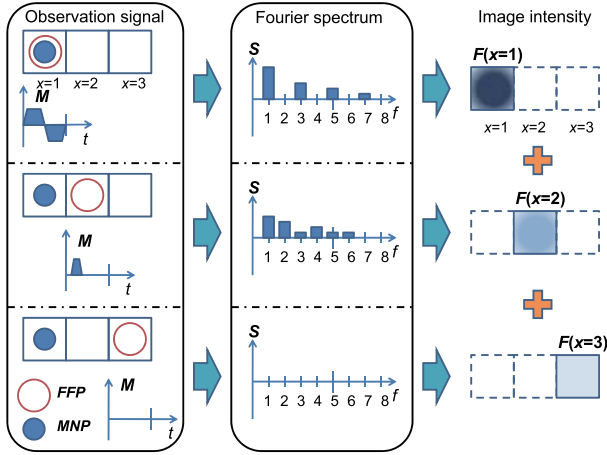 Observation signal
Fourier spectrum
Image intensity
x=1 x=2 x=3
M
t
S
1 2 3 4 5 6 7 8 f
F(x=1)
x=1 x=2 x=3
M
t
S
1 2 3 4 5 6 7 8 f
F(x=2)
FFP
MNP
M
t
S
1 2 3 4 5 6 7 8 f
F(x=3)